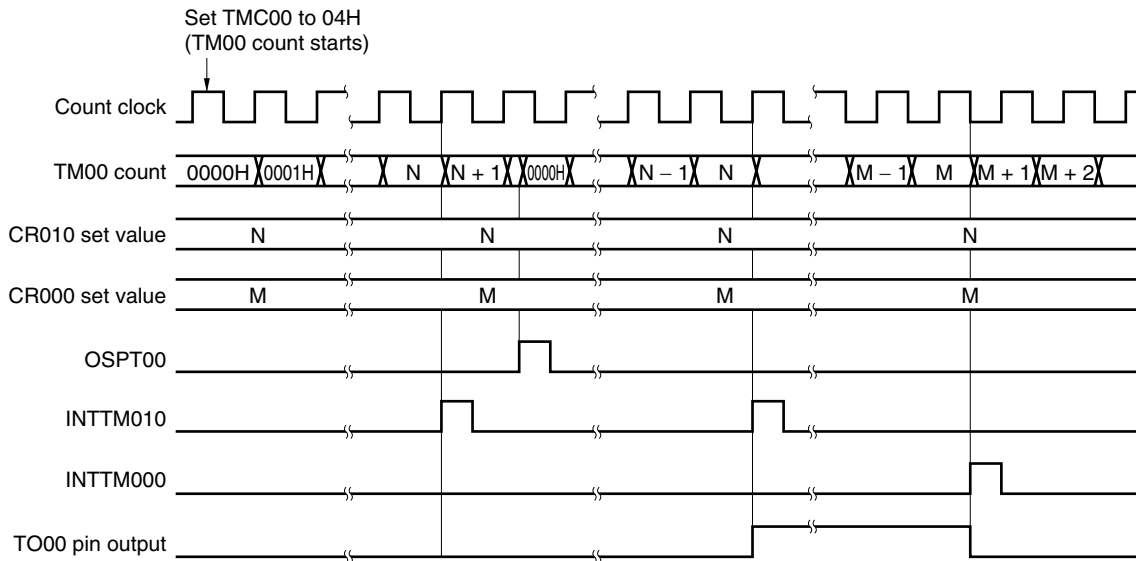 Set TMC00 to 04H
(TM00 count starts)
Count clock
TM00 count 0000H 0001H N N + 1 0000H N − 1 N M − 1 M M + 1 M + 2
CR010 set value N N N N
CR000 set value M M M M
OSPT00
INTTM010
INTTM000
TO00 pin output